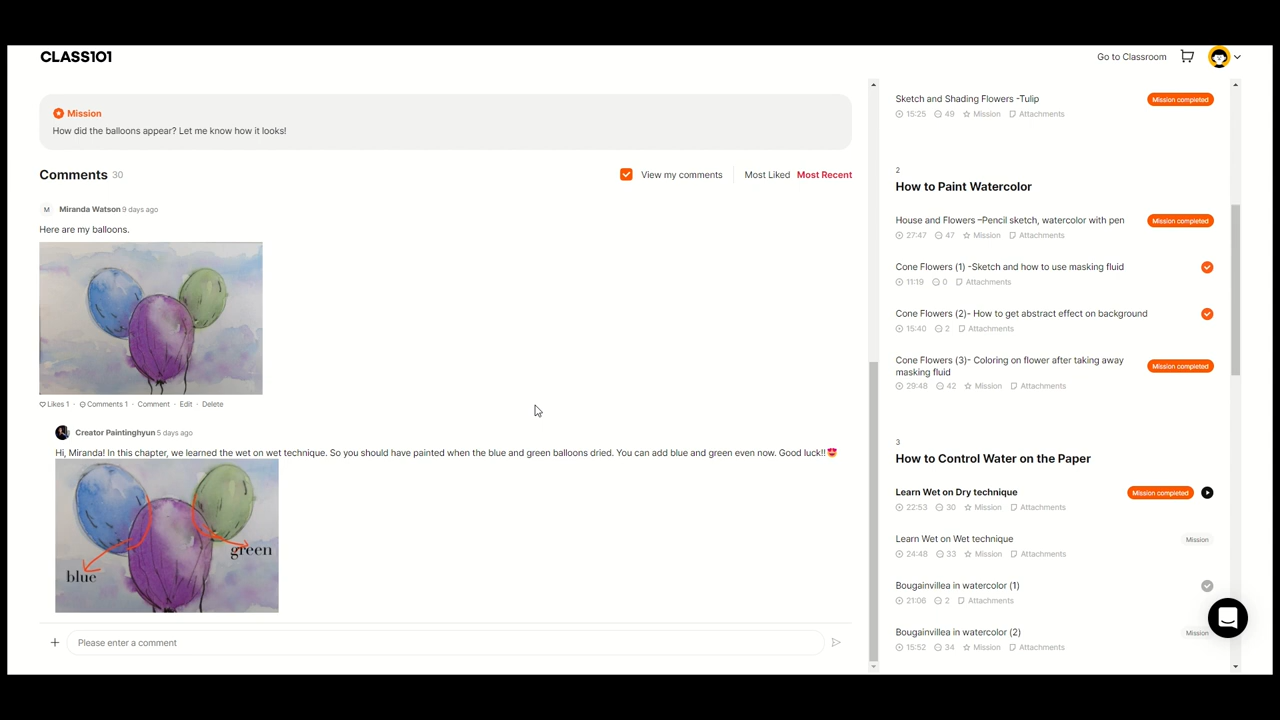 CLASS101
Go to Classroom
Mission
How did the balloons appear? Let me know how it looks!
Comments 30
View my comments
Most Liked Most Recent
M Miranda Watson 9 days ago
Here are my balloons.
Likes 1 · Comments 1 · Comment · Edit · Delete
Creator Paintinghyun 5 days ago
Hi, Miranda! In this chapter, we learned the wet on wet technique. So you should have painted when the blue and green balloons dried. You can add blue and green even now. Good luck!!
green
blue
Please enter a comment
Sketch and Shading Flowers -Tulip
Mission completed
15:25 49 Mission Attachments
2
How to Paint Watercolor
House and Flowers –Pencil sketch, watercolor with pen
Mission completed
27:47 47 Mission Attachments
Cone Flowers (1) -Sketch and how to use masking fluid
11:19 0 Attachments
Cone Flowers (2)- How to get abstract effect on background
15:40 2 Attachments
Cone Flowers (3)- Coloring on flower after taking away
masking fluid
Mission completed
29:48 42 Mission Attachments
3
How to Control Water on the Paper
Learn Wet on Dry technique
Mission completed
22:53 30 Mission Attachments
Learn Wet on Wet technique
Mission
24:48 33 Mission Attachments
Bougainvillea in watercolor (1)
21:06 2 Attachments
Bougainvillea in watercolor (2)
Mission
15:52 34 Mission Attachments